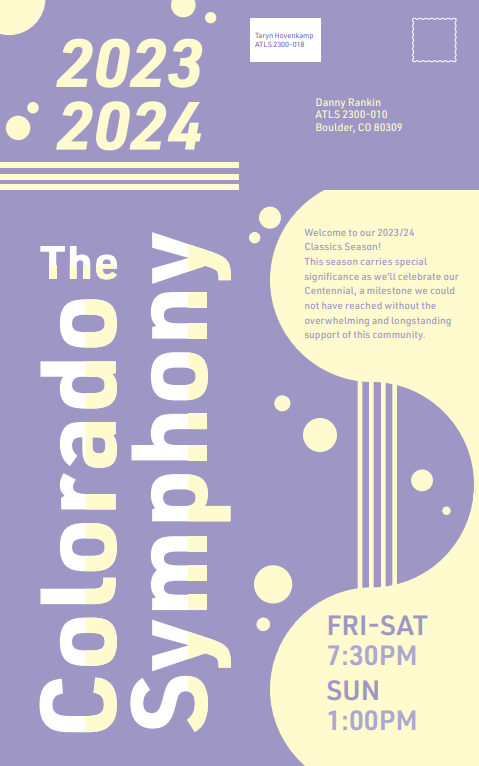 2023
2024
Taryn Hovenkamp
ATLS 2300-018
Danny Rankin
ATLS 2300-010
Boulder, CO 80309
The
Colorado
Symphony
Welcome to our 2023/24
Classics Season!
This season carries special
significance as we'll celebrate our
Centennial, a milestone we could
not have reached without the
overwhelming and longstanding
support of this community.
FRI-SAT
7:30PM
SUN
1:00PM